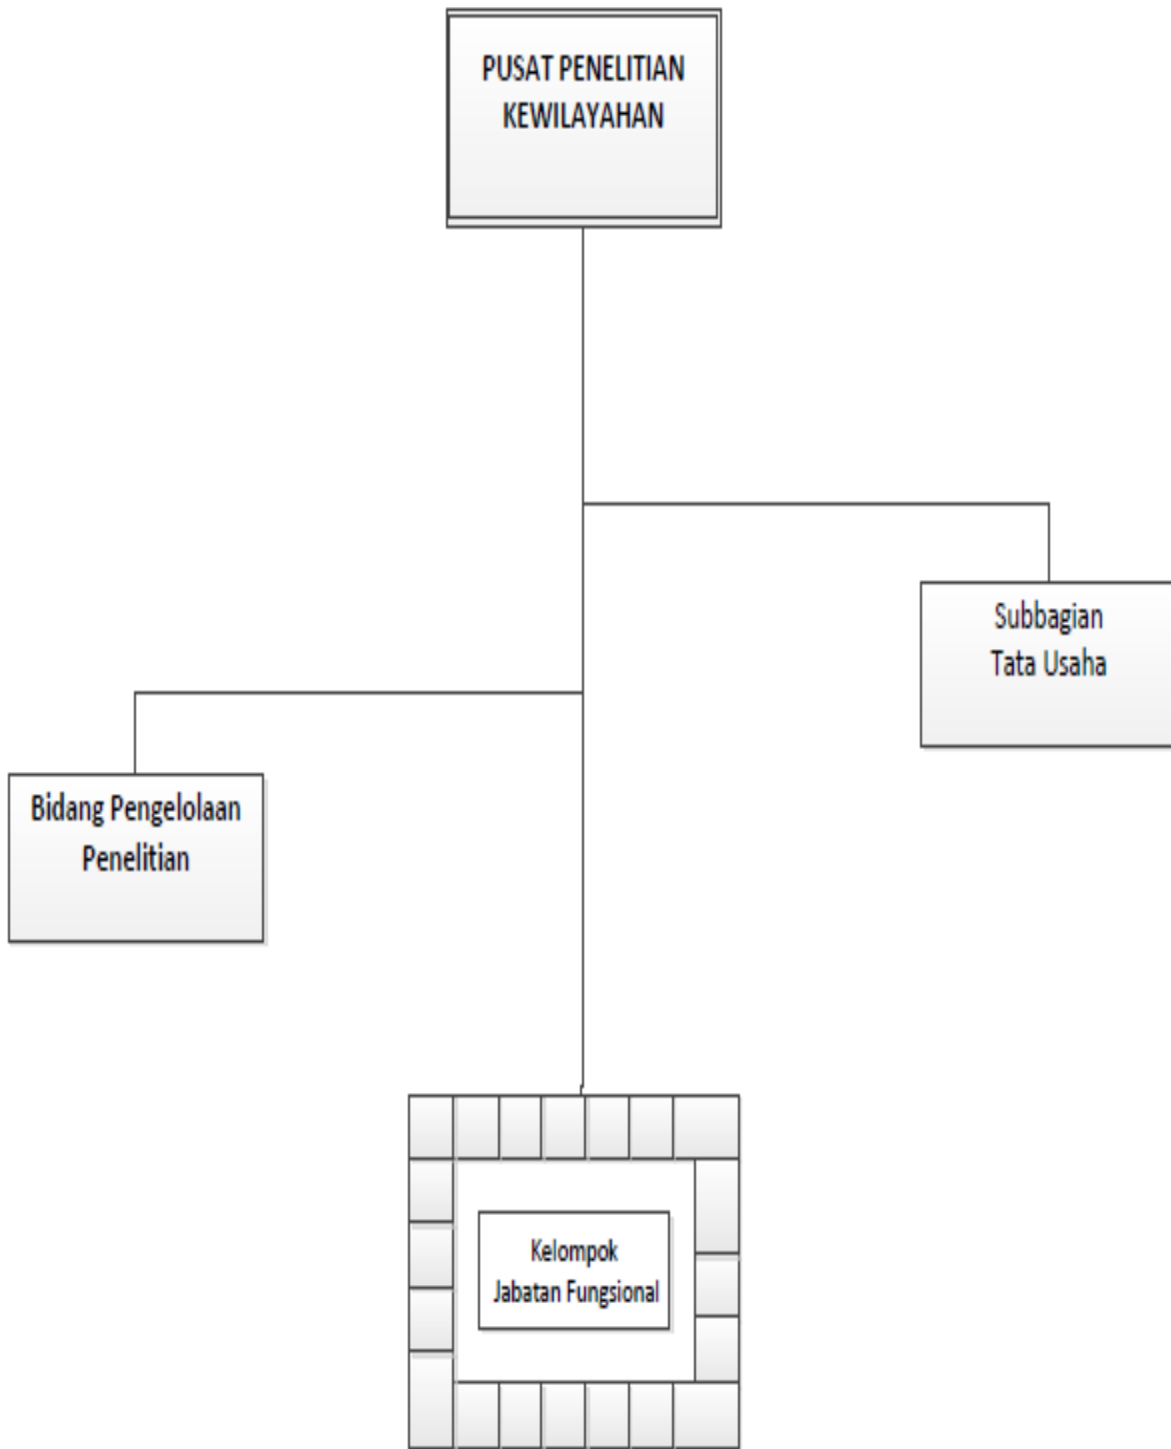 PUSAT PENELITIAN
KEWILAYAHAN
Subbagian
Tata Usaha
Bidang Pengelolaan
Penelitian
Kelompok
Jabatan Fungsional